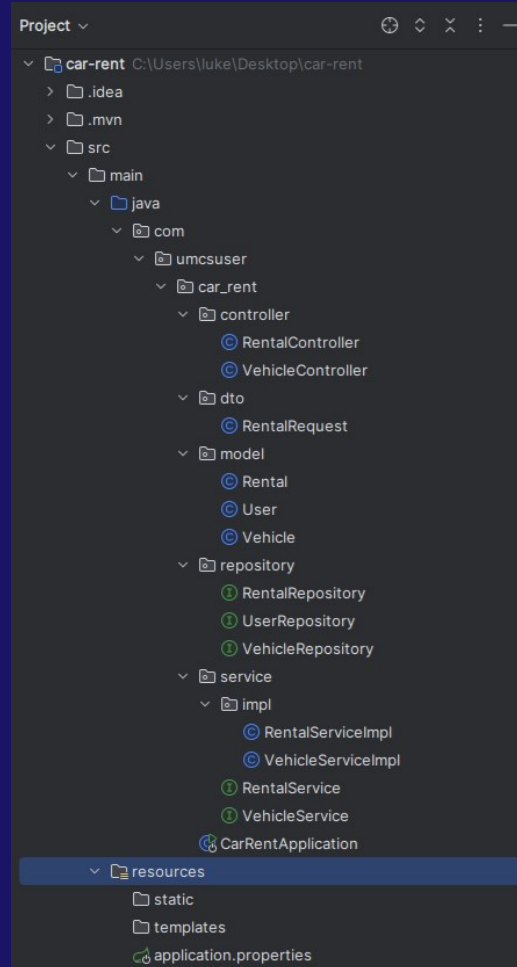 Project
car-rent C:\Users\luke\Desktop\car-rent
.idea
.mvn
src
main
java
com
umcsuser
car_rent
controller
RentalController
VehicleController
dto
RentalRequest
model
Rental
User
Vehicle
repository
RentalRepository
UserRepository
VehicleRepository
service
impl
RentalServiceImpl
VehicleServiceImpl
RentalService
VehicleService
CarRentApplication
resources
static
templates
application.properties